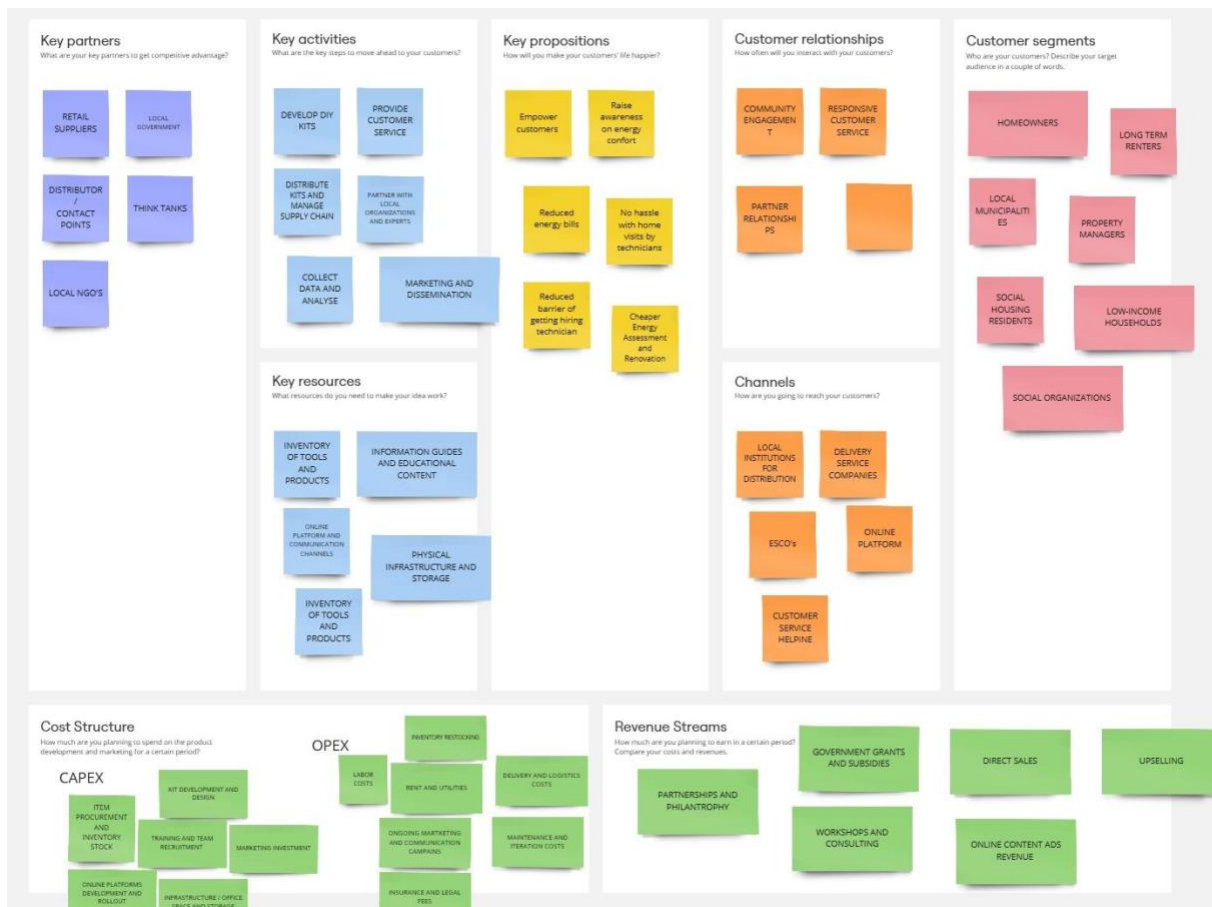 Key partners
What are your key partners to get competitive advantage?
RETAIL
SUPPLIERS
LOCAL
GOVERNMENT
DISTRIBUTOR
/
CONTACT
POINTS
THINK TANKS
LOCAL NGO'S
Key activities
What are the key steps to move ahead to your customers?
DEVELOP DIY
KITS
PROVIDE
CUSTOMER
SERVICE
DISTRIBUTE
KITS AND
MANAGE
SUPPLY CHAIN
PARTNER WITH
LOCAL
ORGANIZATIONS
AND EXPERTS
COLLECT
DATA AND
ANALYSE
MARKETING AND
DISSEMINATION
Key resources
What resources do you need to make your idea work?
INVENTORY
OF TOOLS
AND
PRODUCTS
INFORMATION GUIDES
AND EDUCATIONAL
CONTENT
ONLINE
PLATFORM AND
COMMUNICATION
CHANNELS
PHYSICAL
INFRASTRUCTURE AND
STORAGE
INVENTORY
OF TOOLS
AND
PRODUCTS
Key propositions
How will you make your customers' life happier?
Empower
customers
Raise
awareness
on energy
confort
Reduced
energy bills
No hassle
with home
visits by
technicians
Reduced
barrier of
getting hiring
technician
Cheaper
Energy
Assessment
and
Renovation
Customer relationships
How often will you interact with your customers?
COMMUNITY
ENGAGEMEN
T
RESPONSIVE
CUSTOMER
SERVICE
PARTNER
RELATIONSHI
PS
Channels
How are you going to reach your customers?
LOCAL
INSTITUTIONS
FOR
DISTRIBUTION
DELIVERY
SERVICE
COMPANIES
ESCO's
ONLINE
PLATFORM
CUSTOMER
SERVICE
HELPINE
Customer segments
Who are your customers? Describe your target
audience in a couple of words.
HOMEOWNERS
LONG TERM
RENTERS
LOCAL
MUNICIPALITI
ES
PROPERTY
MANAGERS
SOCIAL
HOUSING
RESIDENTS
LOW-INCOME
HOUSEHOLDS
SOCIAL ORGANIZATIONS
Cost Structure
How much are you planning to spend on the product
development and marketing for a certain period?
CAPEX
ITEM
PROCUREMENT
AND
INVENTORY
STOCK
KIT DEVELOPMENT AND
DESIGN
TRAINING AND TEAM
RECRUITMENT
MARKETING INVESTMENT
ONLINE PLATFORMS
DEVELOPMENT AND
ROLLOUT
INFRASTRUCTURE / OFFICE
SPACE AND STORAGE
OPEX
INVENTORY RESTOCKING
LABOR
COSTS
RENT AND UTILITIES
DELIVERY AND LOGISTICS
COSTS
ONGOING MARTKETING
AND COMMUNICATION
CAMPAINS
MAINTENANCE AND
ITERATION COSTS
INSURANCE AND LEGAL
FEES
Revenue Streams
How much are you planning to earn in a certain period?
Compare your costs and revenues.
PARTNERSHIPS AND
PHILANTROPHY
GOVERNMENT GRANTS
AND SUBSIDIES
DIRECT SALES
UPSELLING
WORKSHOPS AND
CONSULTING
ONLINE CONTENT ADS
REVENUE